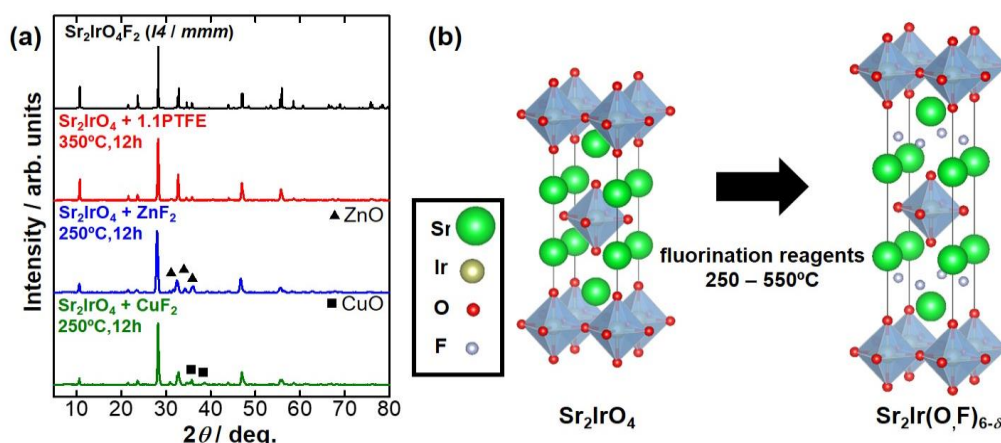 (a)
Sr₂IrO₄F₂ (I4 / mmm)
Sr₂IrO₄ + 1.1PTFE
350ºC,12h
Sr₂IrO₄ + ZnF₂
250ºC,12h
▲ZnO
Sr₂IrO₄ + CuF₂
250ºC,12h
■CuO
Intensity / arb. units
10 20 30 40 50 60 70 80
2θ / deg.
(b)
Sr
Ir
O
F
fluorination reagents
250 – 550ºC
Sr₂IrO₄
Sr₂Ir(O,F)₆₋δ